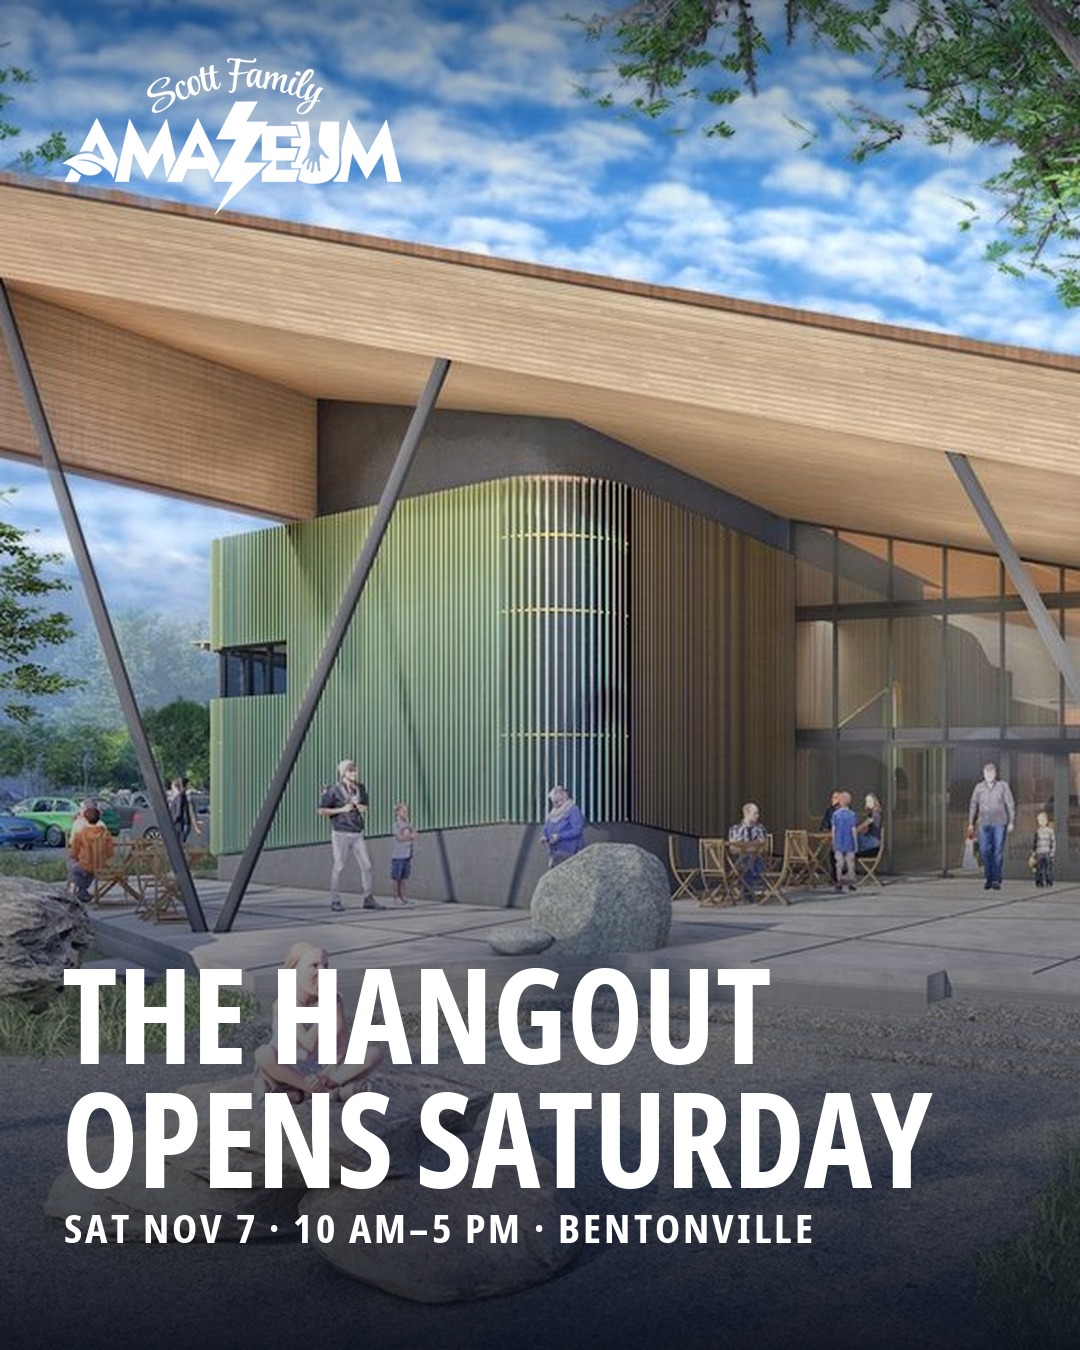 Scott Family
AMAZEUM
THE HANGOUT
OPENS SATURDAY
SAT NOV 7 · 10 AM–5 PM · BENTONVILLE